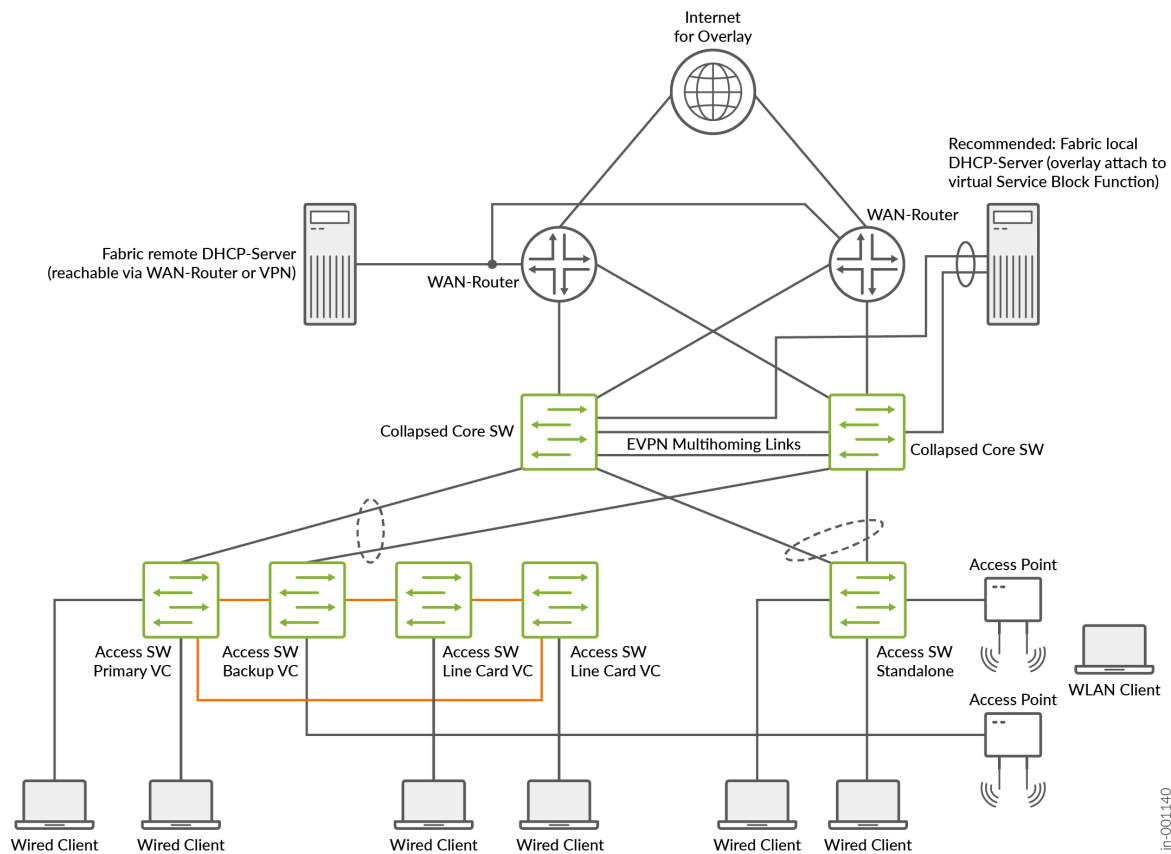 Internet
for Overlay
Recommended: Fabric local
DHCP-Server (overlay attach to
virtual Service Block Function)
WAN-Router
Fabric remote DHCP-Server
(reachable via WAN-Router or VPN)
WAN-Router
Collapsed Core SW
EVPN Multihoming Links
Collapsed Core SW
Access Point
Access SW
Primary VC
Access SW
Backup VC
Access SW
Line Card VC
Access SW
Line Card VC
Access SW
Standalone
WLAN Client
Access Point
Wired Client
Wired Client
Wired Client
Wired Client
Wired Client
Wired Client
jn-001140